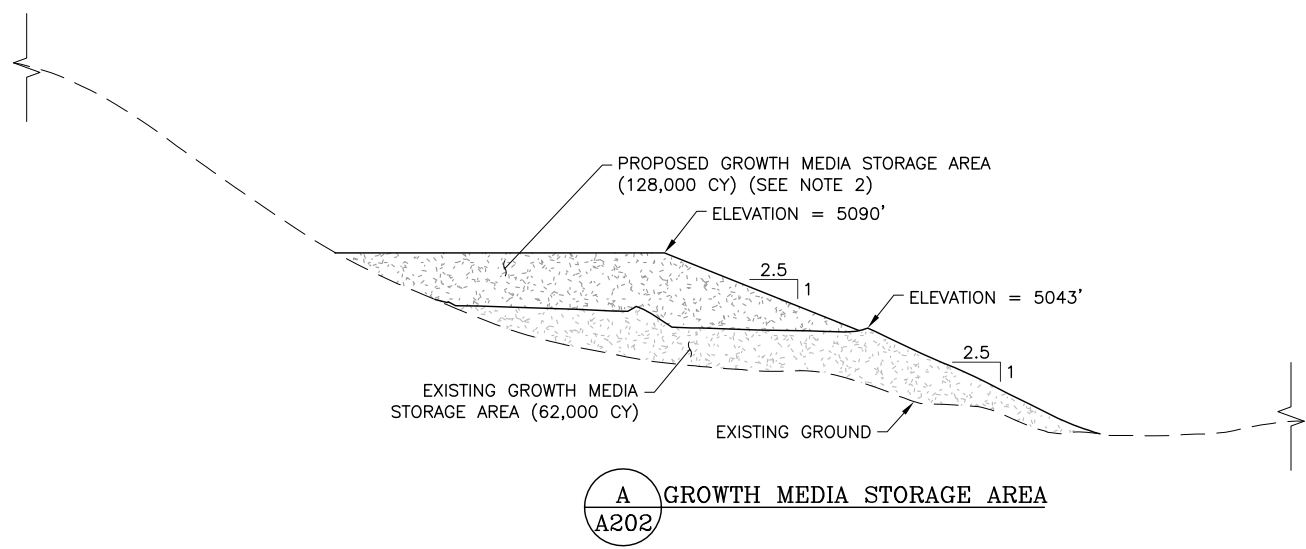 PROPOSED GROWTH MEDIA STORAGE AREA
(128,000 CY) (SEE NOTE 2)
ELEVATION = 5090'
2.5
1
ELEVATION = 5043'
2.5
1
EXISTING GROWTH MEDIA
STORAGE AREA (62,000 CY)
EXISTING GROUND
A
A202
GROWTH MEDIA STORAGE AREA